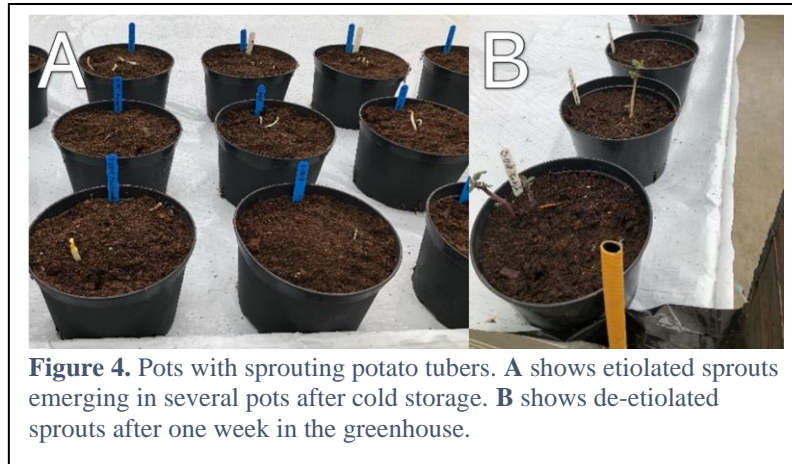 A
B
Figure 4. Pots with sprouting potato tubers. A shows etiolated sprouts
emerging in several pots after cold storage. B shows de-etiolated
sprouts after one week in the greenhouse.